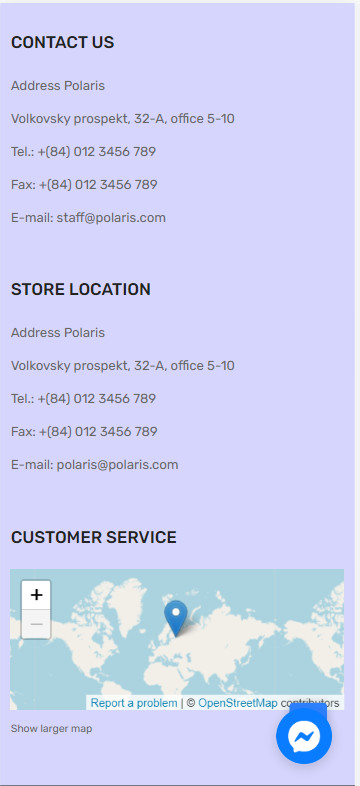 CONTACT US
Address Polaris
Volkovsky prospekt, 32-A, office 5-10
Tel.: +(84) 012 3456 789
Fax: +(84) 012 3456 789
E-mail: staff@polaris.com
STORE LOCATION
Address Polaris
Volkovsky prospekt, 32-A, office 5-10
Tel.: +(84) 012 3456 789
Fax: +(84) 012 3456 789
E-mail: polaris@polaris.com
CUSTOMER SERVICE
+
−
Report a problem | © OpenStreetMap contributors
Show larger map